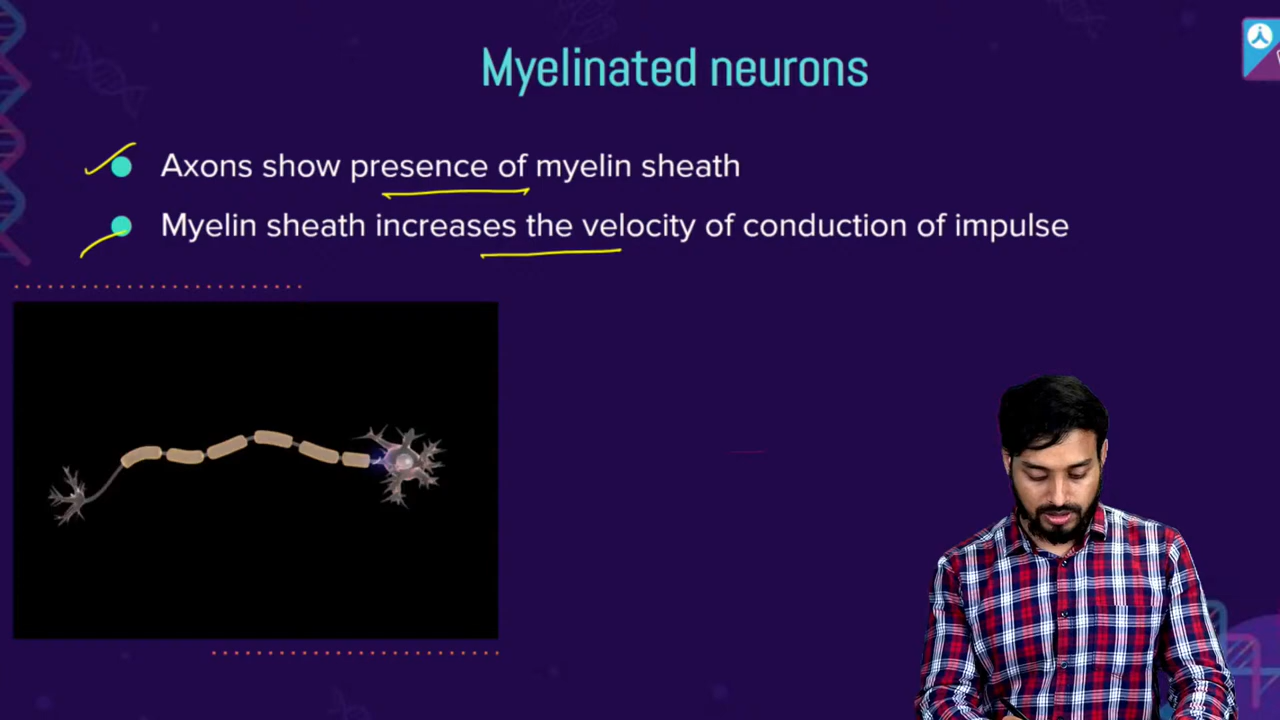 Myelinated neurons
Axons show presence of myelin sheath
Myelin sheath increases the velocity of conduction of impulse